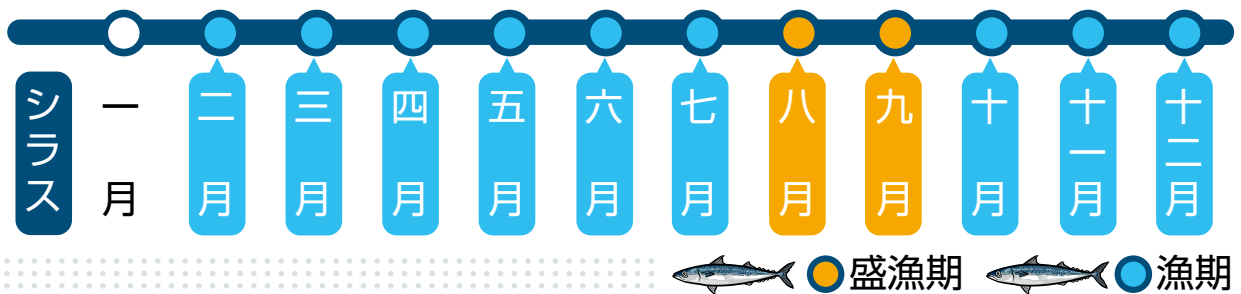 シラス
一月
二月
三月
四月
五月
六月
七月
八月
九月
十月
十一月
十二月
盛漁期
漁期